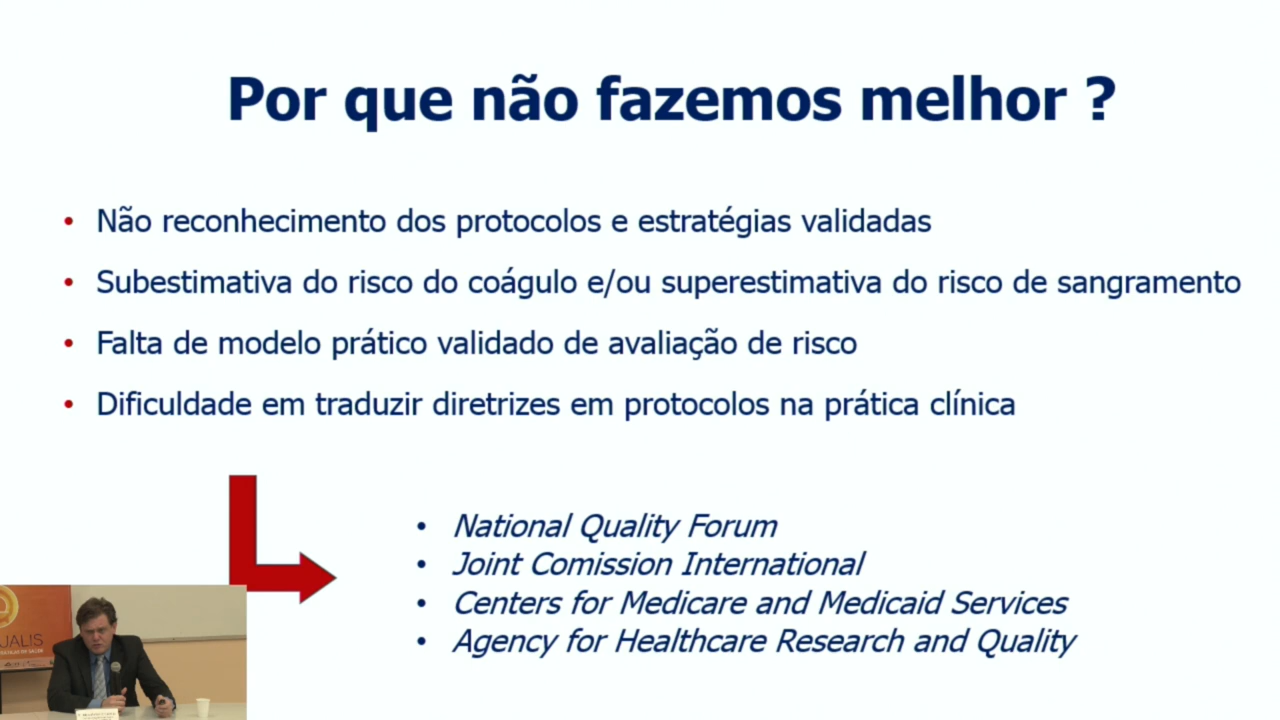 Por que não fazemos melhor ?
• Não reconhecimento dos protocolos e estratégias validadas
• Subestimativa do risco do coágulo e/ou superestimativa do risco de sangramento
• Falta de modelo prático validado de avaliação de risco
• Dificuldade em traduzir diretrizes em protocolos na prática clínica
• National Quality Forum
• Joint Comission International
• Centers for Medicare and Medicaid Services
• Agency for Healthcare Research and Quality
JALIS